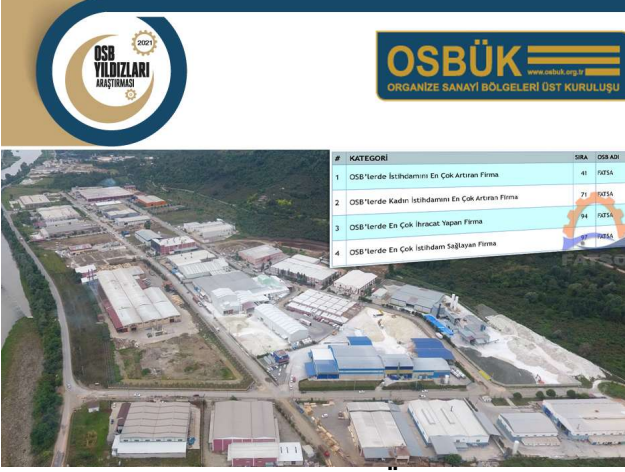 2021
OSB
YILDIZLARI
ARAŞTIRMASI
OSBÜK
www.osbuk.org.tr
ORGANİZE SANAYİ BÖLGELERİ ÜST KURULUŞU
# KATEGORİ SIRA OSB ADI
1 OSB'lerde İstihdamını En Çok Artıran Firma 41 FATSA
2 OSB'lerde Kadın İstihdamını En Çok Artıran Firma 71 FATSA
3 OSB'lerde En Çok İhracat Yapan Firma 94 FATSA
4 OSB'lerde En Çok İstihdam Sağlayan Firma FATSA